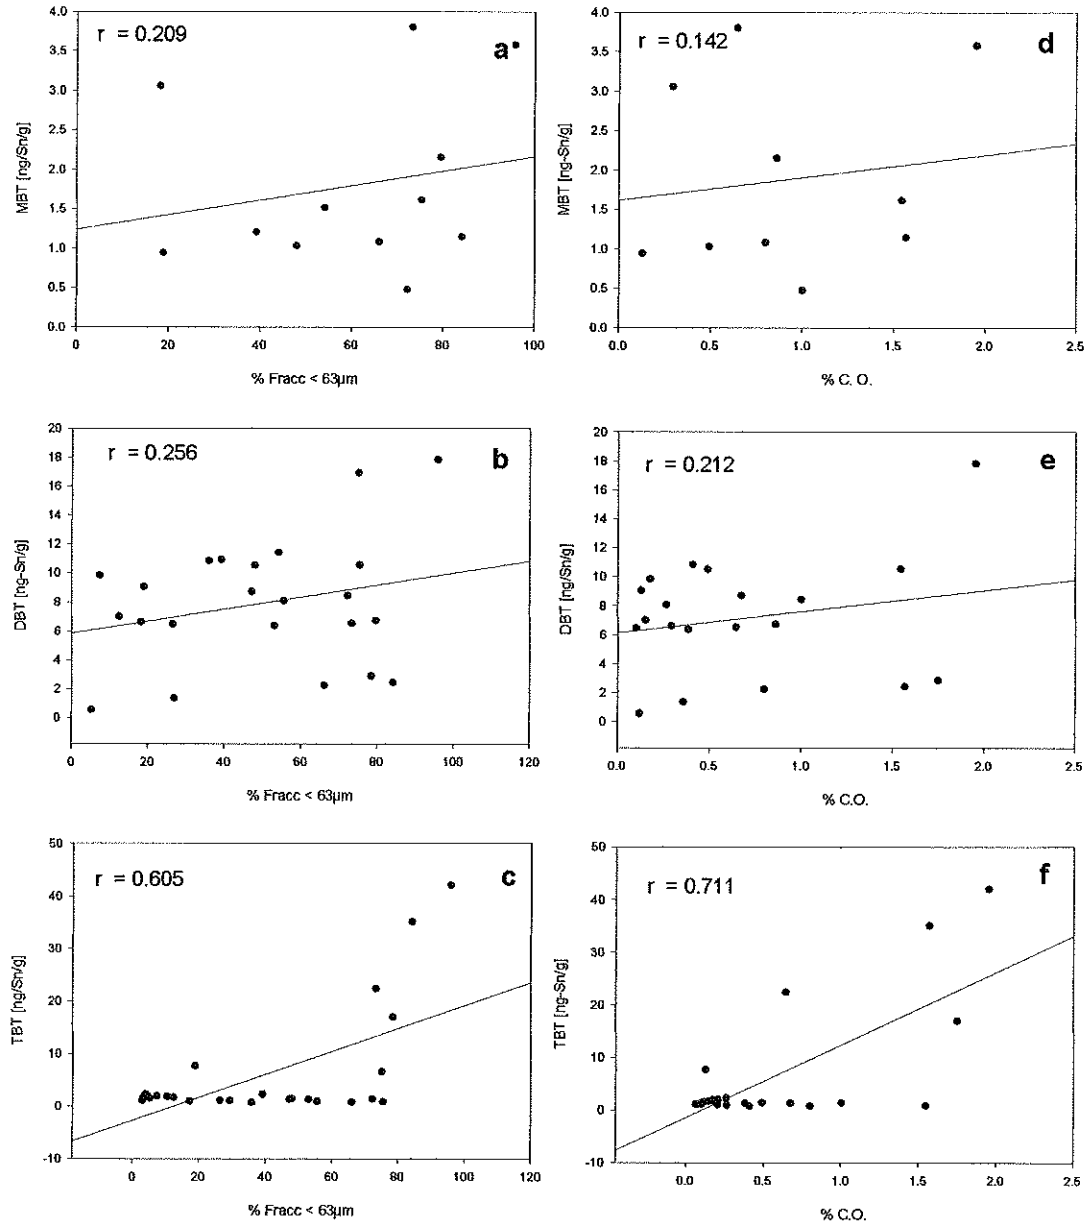 r = 0.209
a
4.0
3.5
3.0
2.5
2.0
1.5
1.0
0.5
0.0
MBT [ng/Sn/g]
0 20 40 60 80 100
% Fracc < 63µm
r = 0.142
d
4.0
3.5
3.0
2.5
2.0
1.5
1.0
0.5
0.0
MBT [ng-Sn/g]
0.0 0.5 1.0 1.5 2.0 2.5
% C. O.
r = 0.256
b
20
18
16
14
12
10
8
6
4
2
0
DBT [ng-Sn/g]
0 20 40 60 80 100 120
% Fracc < 63µm
r = 0.212
e
20
18
16
14
12
10
8
6
4
2
0
DBT [ng/Sn/g]
0.0 0.5 1.0 1.5 2.0 2.5
% C.O.
r = 0.605
c
50
40
30
20
10
0
-10
TBT [ng/Sn/g]
0 20 40 60 80 100 120
% Fracc < 63µm
r = 0.711
f
50
40
30
20
10
0
-10
TBT [ng-Sn/g]
0.0 0.5 1.0 1.5 2.0 2.5
% C.O.